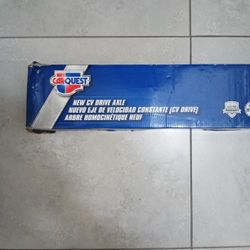 CARQUEST
NEW CV DRIVE AXLE
NUEVO EJE DE VELOCIDAD CONSTANTE (CV DRIVE)
ARBRE HOMOCINÉTIQUE NEUF